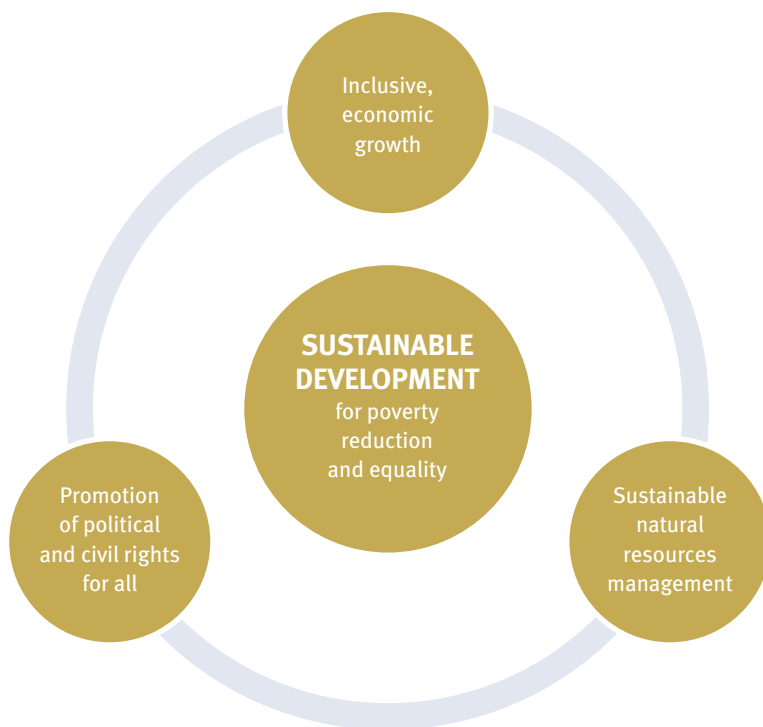 Inclusive,
economic
growth
SUSTAINABLE
DEVELOPMENT
for poverty
reduction
and equality
Promotion
of political
and civil rights
for all
Sustainable
natural
resources
management